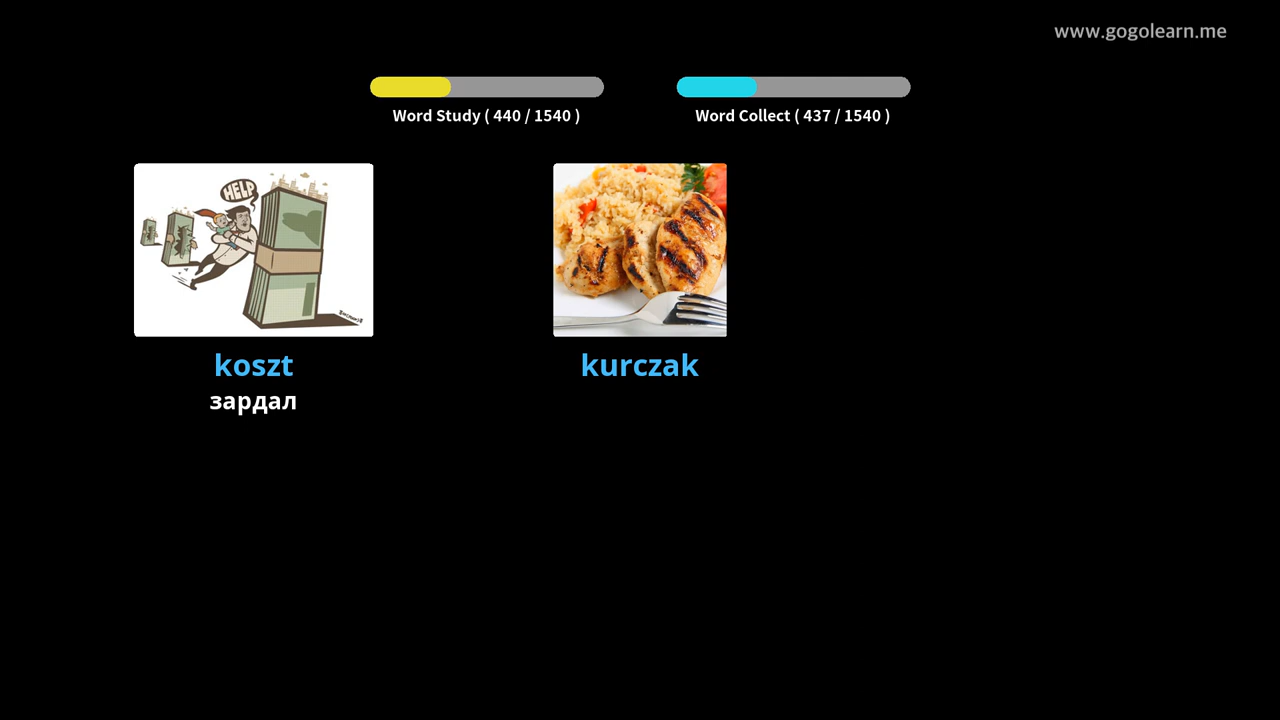 www.gogolearn.me
Word Study ( 440 / 1540 )
Word Collect ( 437 / 1540 )
HELP
koszt
kurczak
зардал